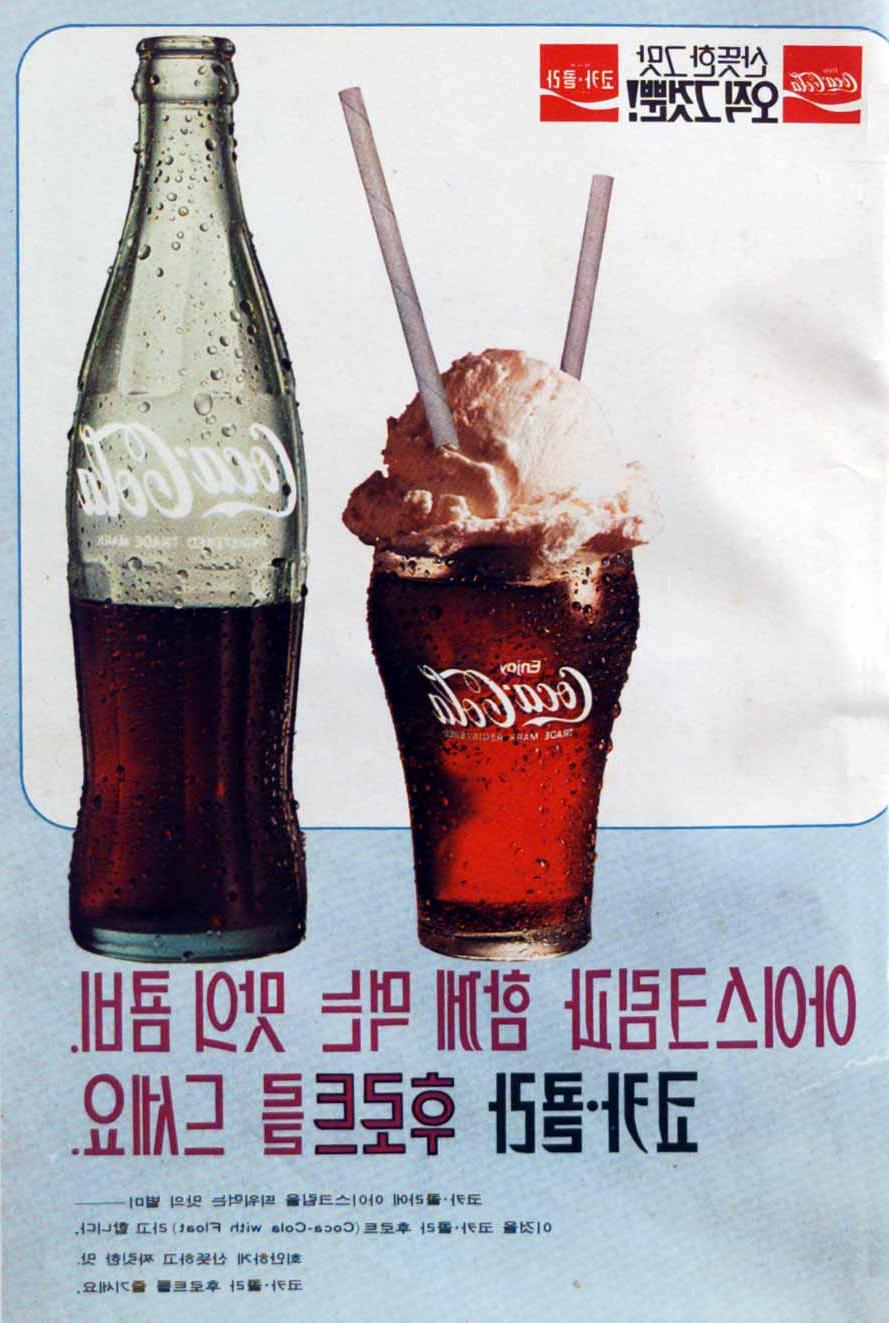 Enjoy
Coca-Cola
산뜻한 그 맛
오직 그것뿐!
코카·콜라
Enjoy
Coca-Cola
TRADE MARK REGISTERED
Coca-Cola
REGISTERED TRADE MARK
아이스크림과 함께 먹는 맛의 콤비.
코카·콜라 후로트를 드세요.
코카·콜라에 아이스크림을 띄워먹는 맛의 별미———
이것을 코카·콜라 후로트(Coca-Cola with Float)라고 합니다.
희안하게 산뜻하고 짜릿한 맛.
코카·콜라 후로트를 즐기세요.